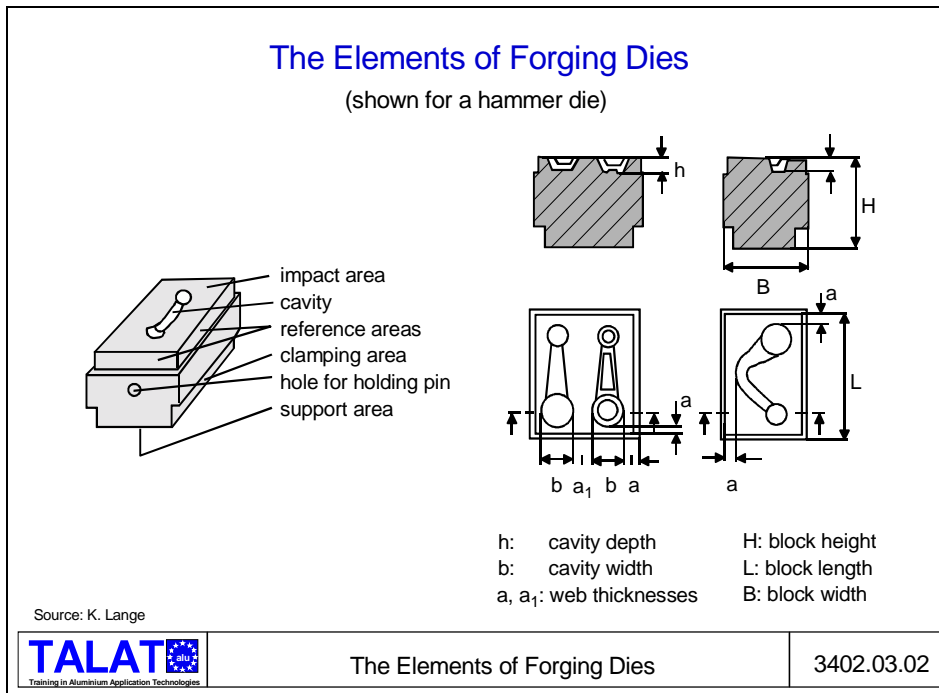 The Elements of Forging Dies
(shown for a hammer die)
impact area
cavity
reference areas
clamping area
hole for holding pin
support area
h
H
B
a
L
a
b a₁ b a
a
h: cavity depth
b: cavity width
a, a₁: web thicknesses
H: block height
L: block length
B: block width
Source: K. Lange
TALAT alu
Training in Aluminium Application Technologies
The Elements of Forging Dies
3402.03.02